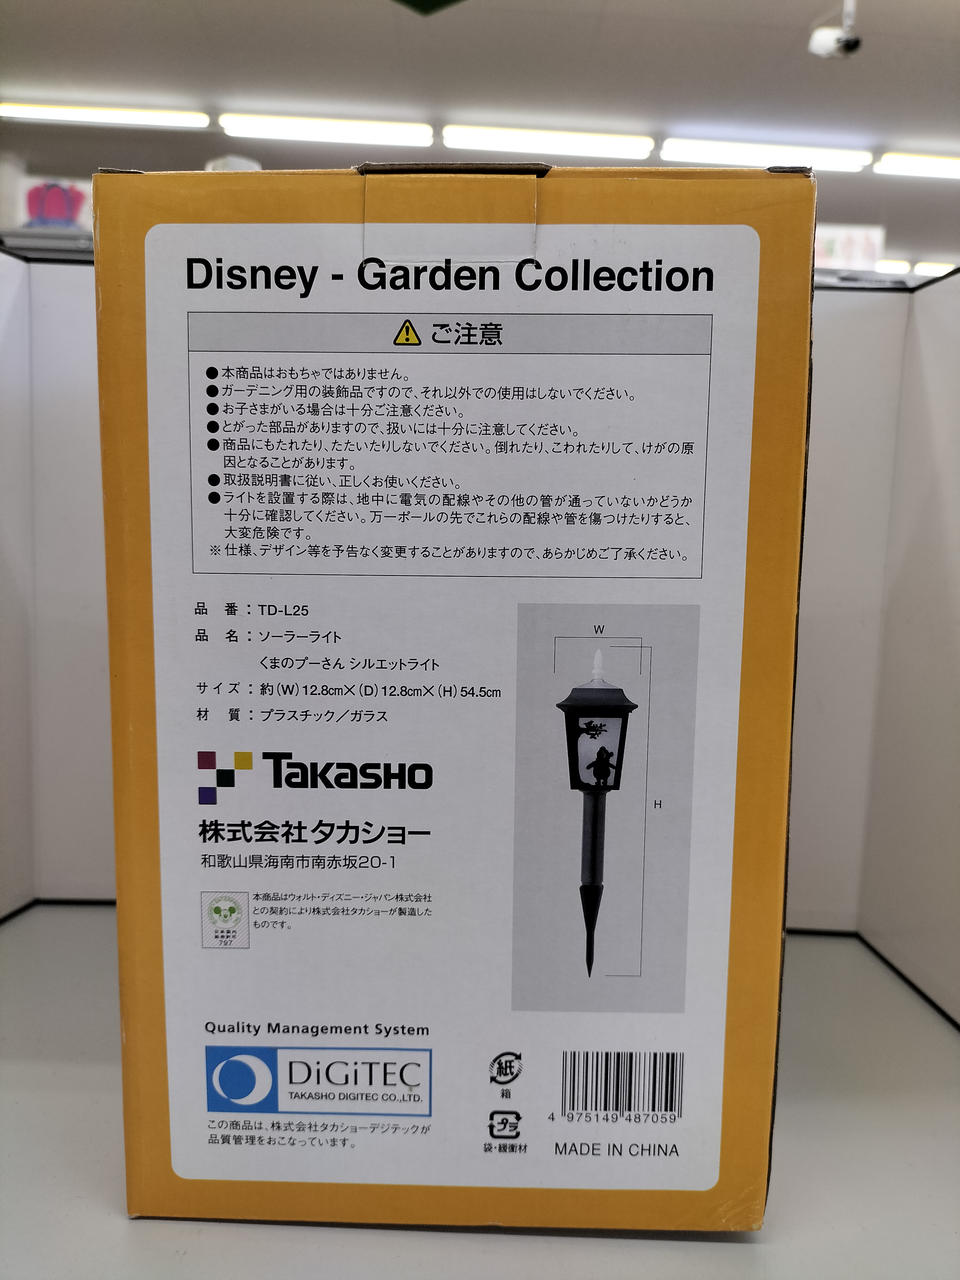 Disney - Garden Collection
ご注意
●本商品はおもちゃではありません。
●ガーデニング用の装飾品ですので、それ以外での使用はしないでください。
●お子さまがいる場合は十分ご注意ください。
●とがった部品がありますので、扱いには十分に注意してください。
●商品にもたれたり、たたいたりしないでください。倒れたり、こわれたりして、けがの原
因となることがあります。
●取扱説明書に従い、正しくお使いください。
●ライトを設置する際は、地中に電気の配線やその他の管が通っていないかどうか
十分に確認してください。万一ポールの先でこれらの配線や管を傷つけたりすると、
大変危険です。
※仕様、デザイン等を予告なく変更することがありますので、あらかじめご了承ください。
品 番：TD-L25
品 名：ソーラーライト
くまのプーさん シルエットライト
サイズ：約(W)12.8cm×(D)12.8cm×(H)54.5cm
材 質：プラスチック／ガラス
W
H
TAKASHO
株式会社タカショー
和歌山県海南市南赤坂20-1
本商品はウォルト・ディズニー・ジャパン株式会社
との契約により株式会社タカショーが製造した
ものです。
797
Quality Management System
DiGiTEC
TAKASHO DIGITEC CO.,LTD.
この商品は、株式会社タカショーデジテックが
品質管理をおこなっています。
紙
箱
プラ
袋・緩衝材
4 975149 487059
MADE IN CHINA